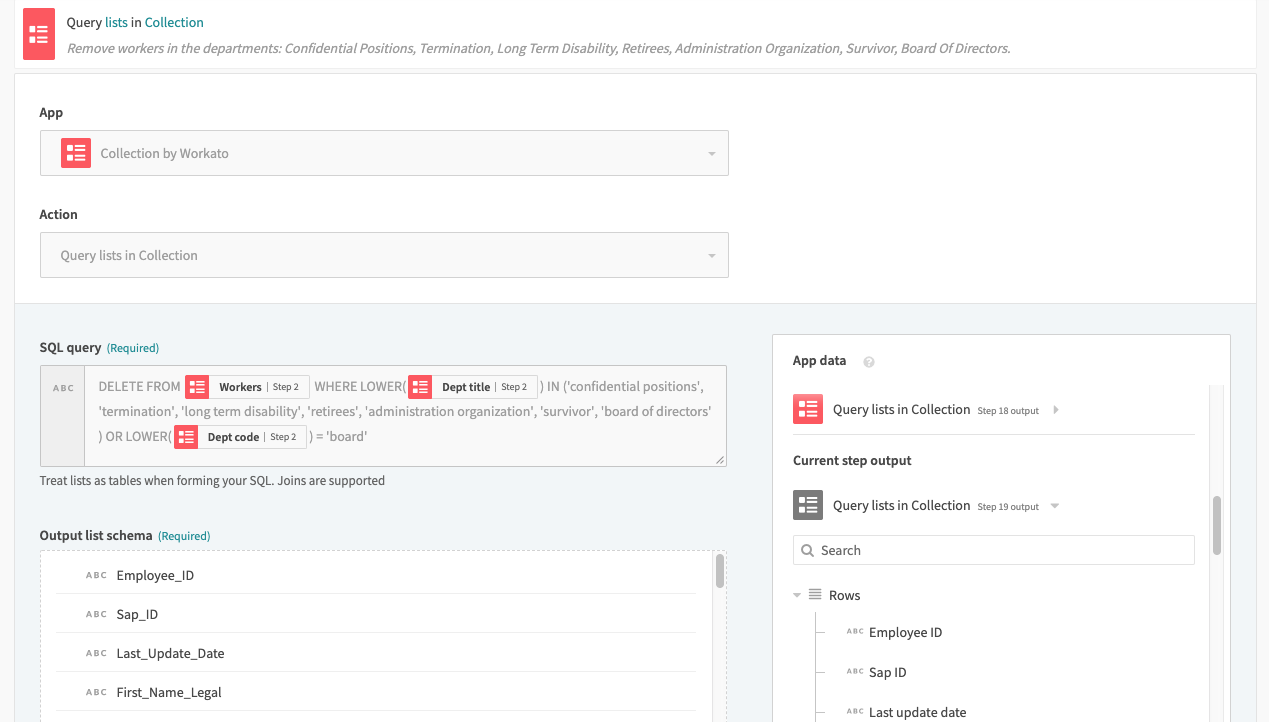 Query lists in Collection
Remove workers in the departments: Confidential Positions, Termination, Long Term Disability, Retirees, Administration Organization, Survivor, Board Of Directors.
App
Collection by Workato
Action
Query lists in Collection
SQL query (Required)
ABC
DELETE FROM Workers | Step 2 WHERE LOWER( Dept title | Step 2 ) IN ('confidential positions',
'termination', 'long term disability', 'retirees', 'administration organization', 'survivor', 'board of directors'
) OR LOWER( Dept code | Step 2 ) = 'board'
Treat lists as tables when forming your SQL. Joins are supported
Output list schema (Required)
ABC Employee_ID
ABC Sap_ID
ABC Last_Update_Date
ABC First_Name_Legal
App data ?
Query lists in Collection Step 18 output
Current step output
Query lists in Collection Step 19 output
Search
Rows
ABC Employee ID
ABC Sap ID
ABC Last update date